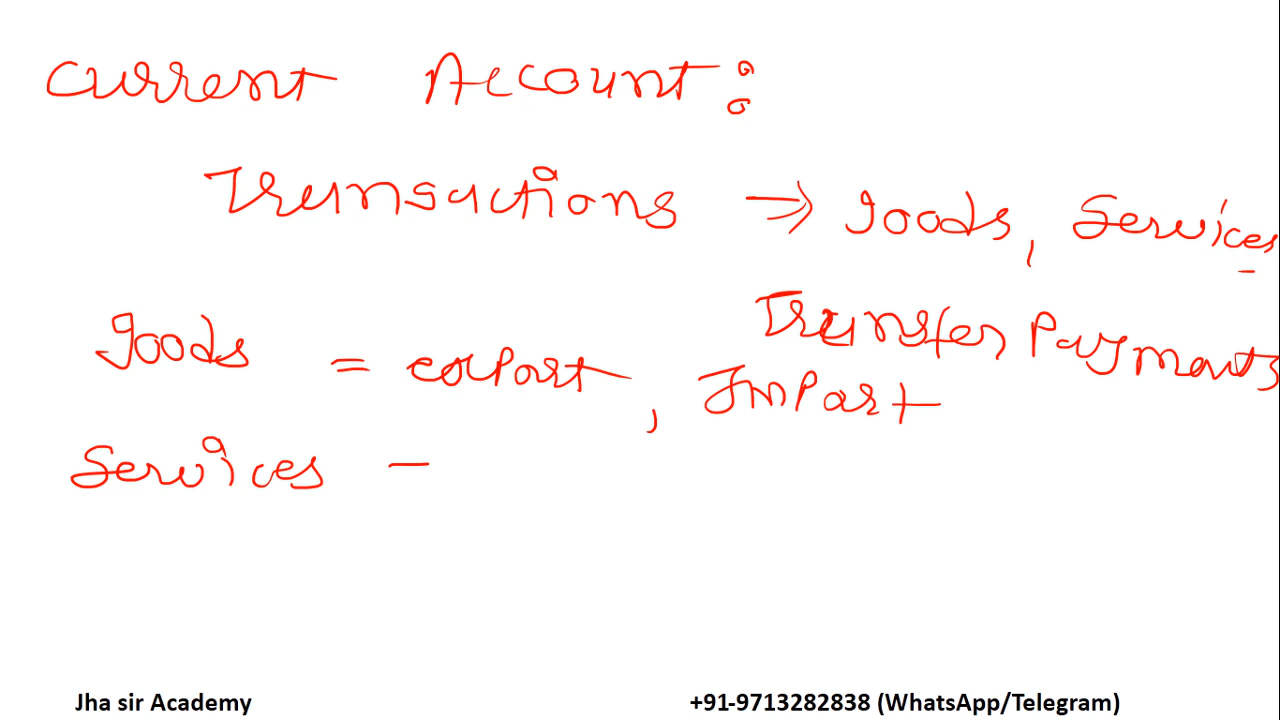 Current Account :
Transactions → goods, Services
Transfer Payments
goods = export, Import
Services -
Jha sir Academy +91-9713282838 (WhatsApp/Telegram)